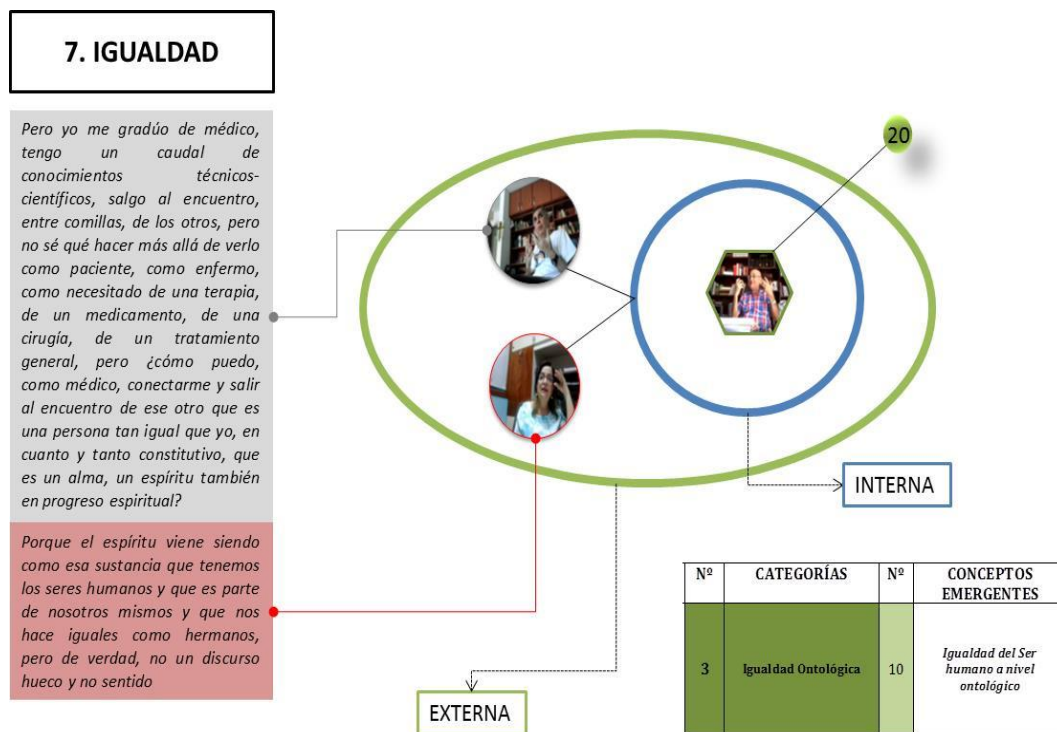 7. IGUALDAD
Pero yo me gradúo de médico,
tengo un caudal de
conocimientos técnicos-
científicos, salgo al encuentro,
entre comillas, de los otros, pero
no sé qué hacer más allá de verlo
como paciente, como enfermo,
como necesitado de una terapia,
de un medicamento, de una
cirugía, de un tratamiento
general, pero ¿cómo puedo,
como médico, conectarme y salir
al encuentro de ese otro que es
una persona tan igual que yo, en
cuanto y tanto constitutivo, que
es un alma, un espíritu también
en progreso espiritual?
Porque el espíritu viene siendo
como esa sustancia que tenemos
los seres humanos y que es parte
de nosotros mismos y que nos
hace iguales como hermanos,
pero de verdad, no un discurso
hueco y no sentido
20
INTERNA
EXTERNA
Nº CATEGORÍAS Nº CONCEPTOS
EMERGENTES
3 Igualdad Ontológica 10 Igualdad del Ser
humano a nivel
ontológico